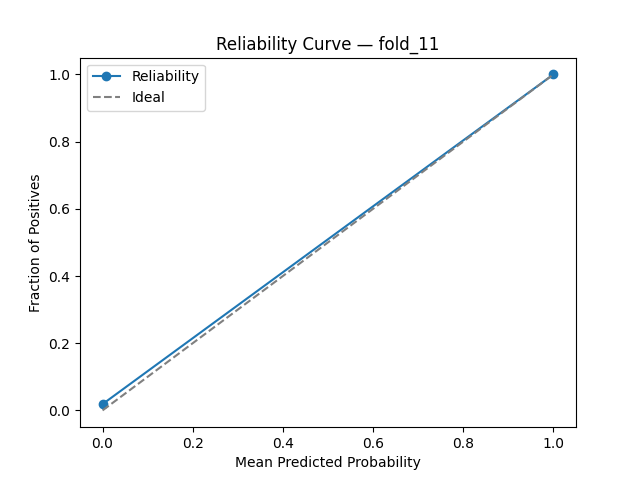 Reliability Curve — fold_11
Reliability
Ideal
Fraction of Positives
1.0
0.8
0.6
0.4
0.2
0.0
0.0 0.2 0.4 0.6 0.8 1.0
Mean Predicted Probability